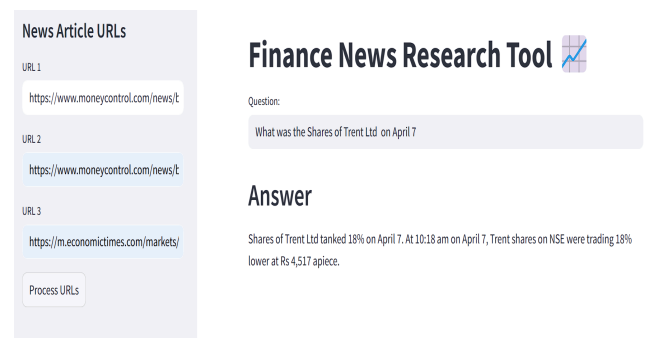 News Article URLs
URL 1
https://www.moneycontrol.com/news/b
URL 2
https://www.moneycontrol.com/news/b
URL 3
https://m.economictimes.com/markets/
Process URLs
Finance News Research Tool
Question:
What was the Shares of Trent Ltd on April 7
Answer
Shares of Trent Ltd tanked 18% on April 7. At 10:18 am on April 7, Trent shares on NSE were trading 18%
lower at Rs 4,517 apiece.